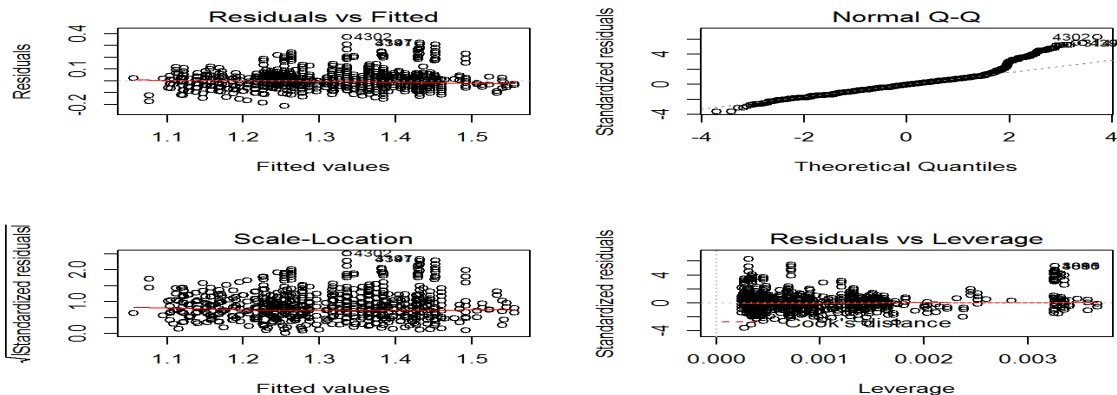 Residuals vs Fitted
Residuals
0.4
0.1
-0.2
4302
1.1 1.2 1.3 1.4 1.5
Fitted values
Normal Q-Q
Standardized residuals
4
0
-4
4302
-4 -2 0 2 4
Theoretical Quantiles
Scale-Location
√|Standardized residuals|
2.0
1.0
0.0
4302
1.1 1.2 1.3 1.4 1.5
Fitted values
Residuals vs Leverage
Standardized residuals
4
0
-4
Cook's distance
0.000 0.001 0.002 0.003
Leverage